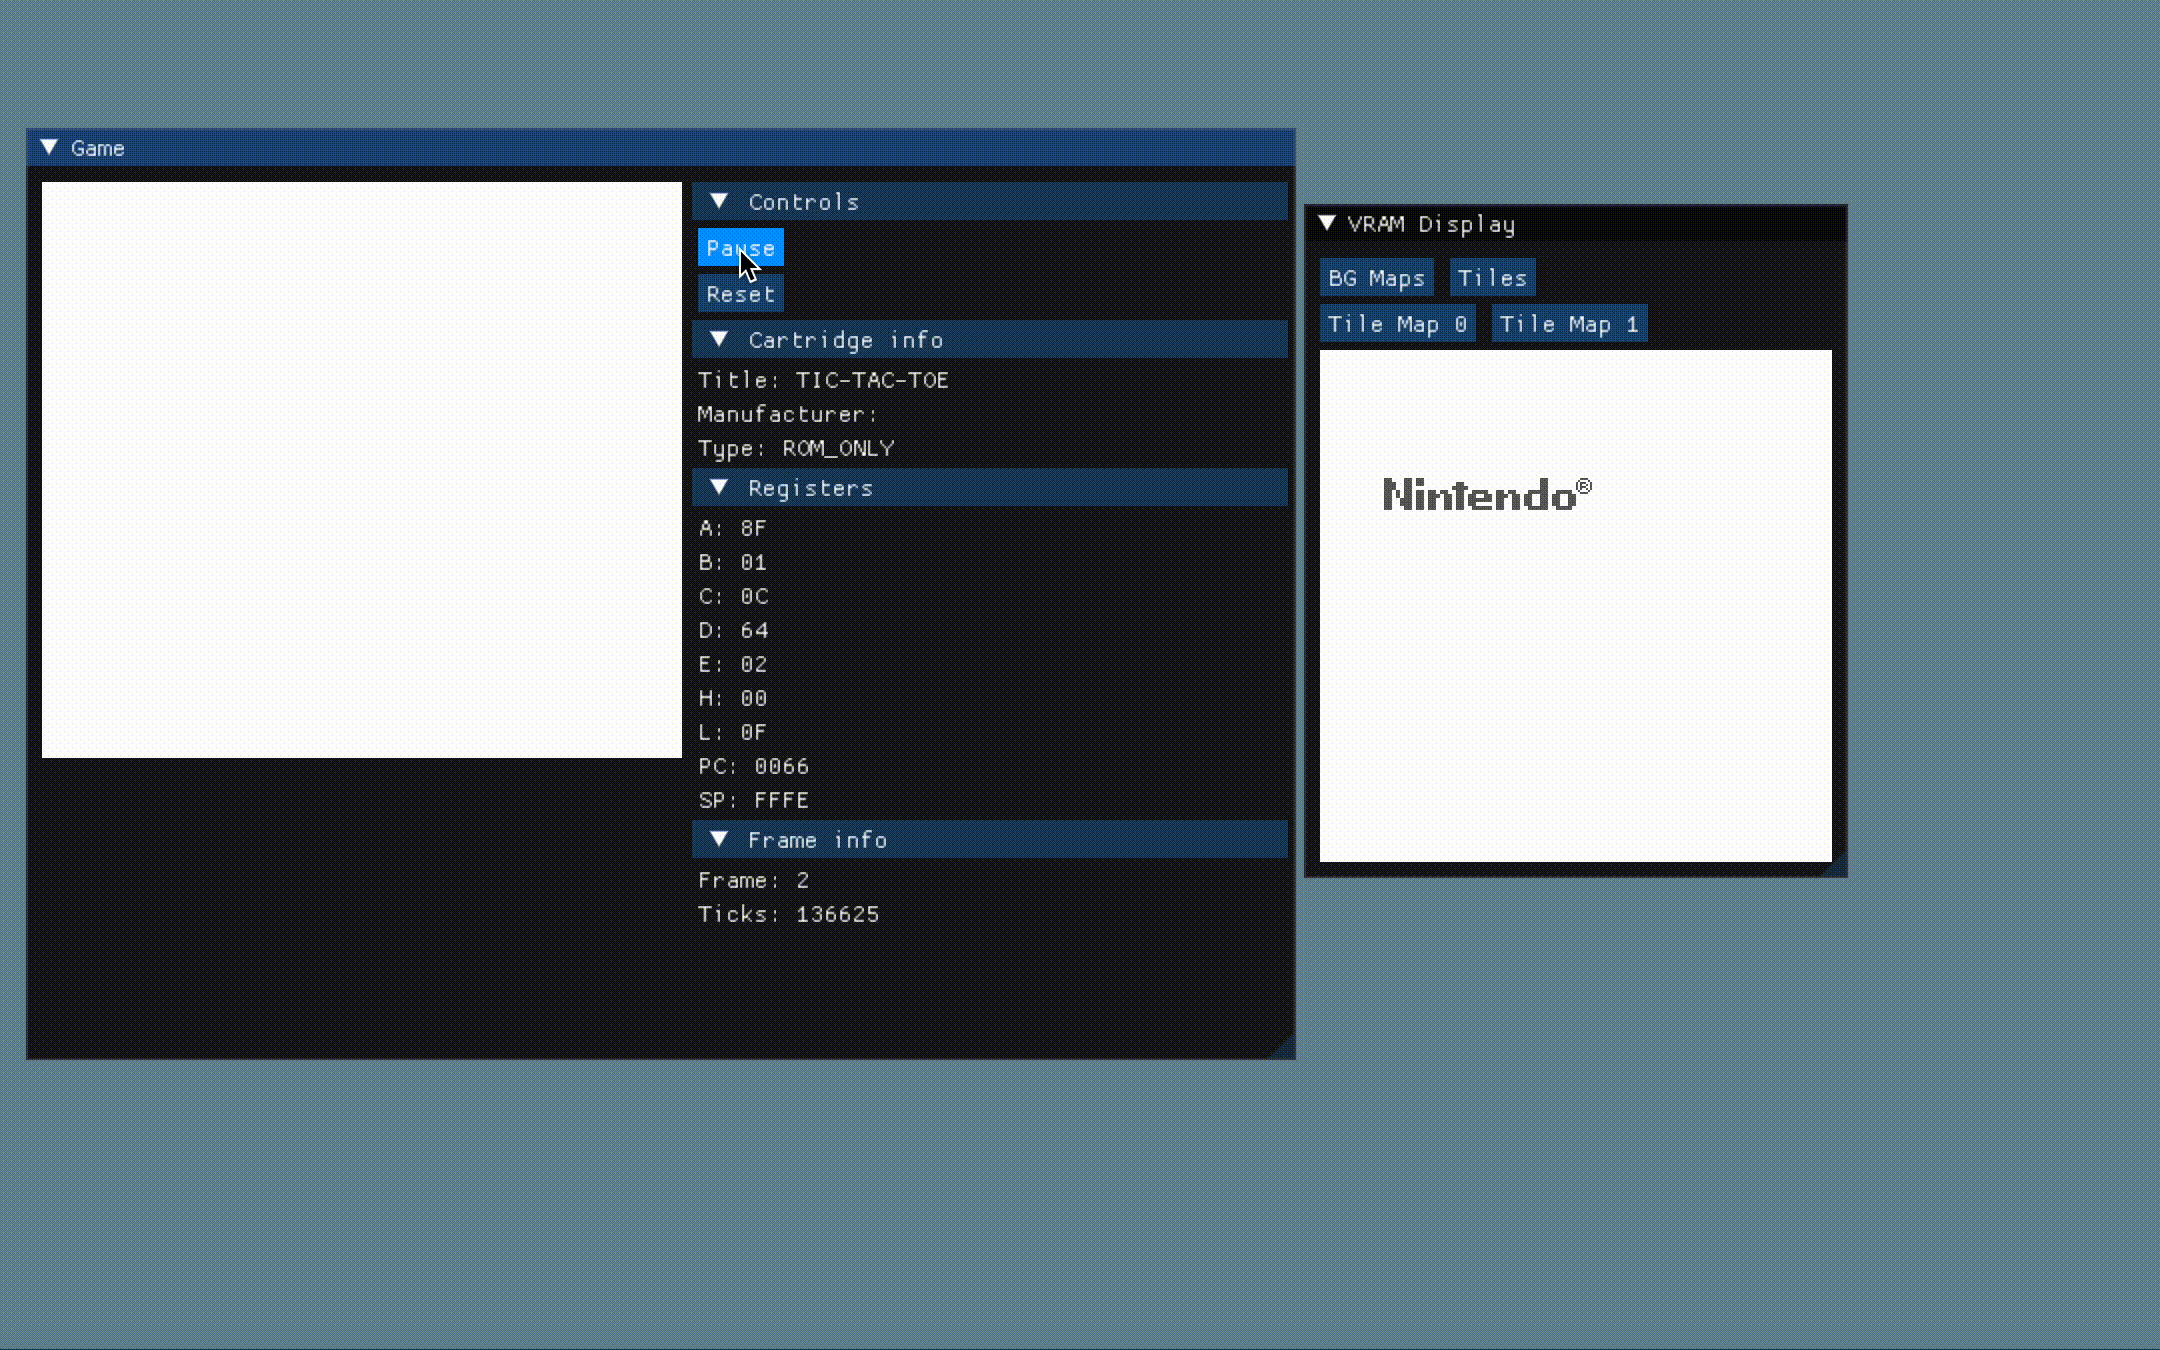 Game
Controls
Pause
Reset
Cartridge info
Title: TIC-TAC-TOE
Manufacturer:
Type: ROM_ONLY
Registers
A: 8F
B: 01
C: 0C
D: 64
E: 02
H: 00
L: 0F
PC: 0066
SP: FFFE
Frame info
Frame: 2
Ticks: 136625
VRAM Display
BG Maps Tiles
Tile Map 0 Tile Map 1
Nintendo®